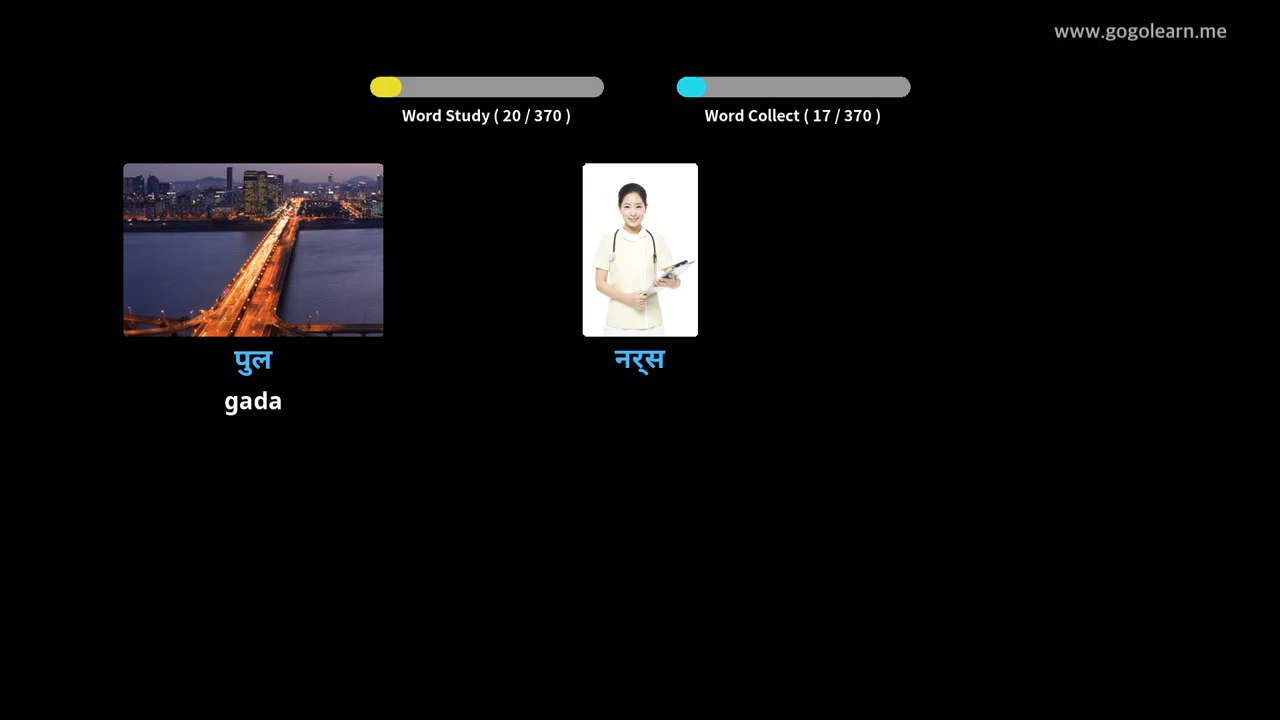 www.gogolearn.me
Word Study ( 20 / 370 )
Word Collect ( 17 / 370 )
पुल
नर्स
gada